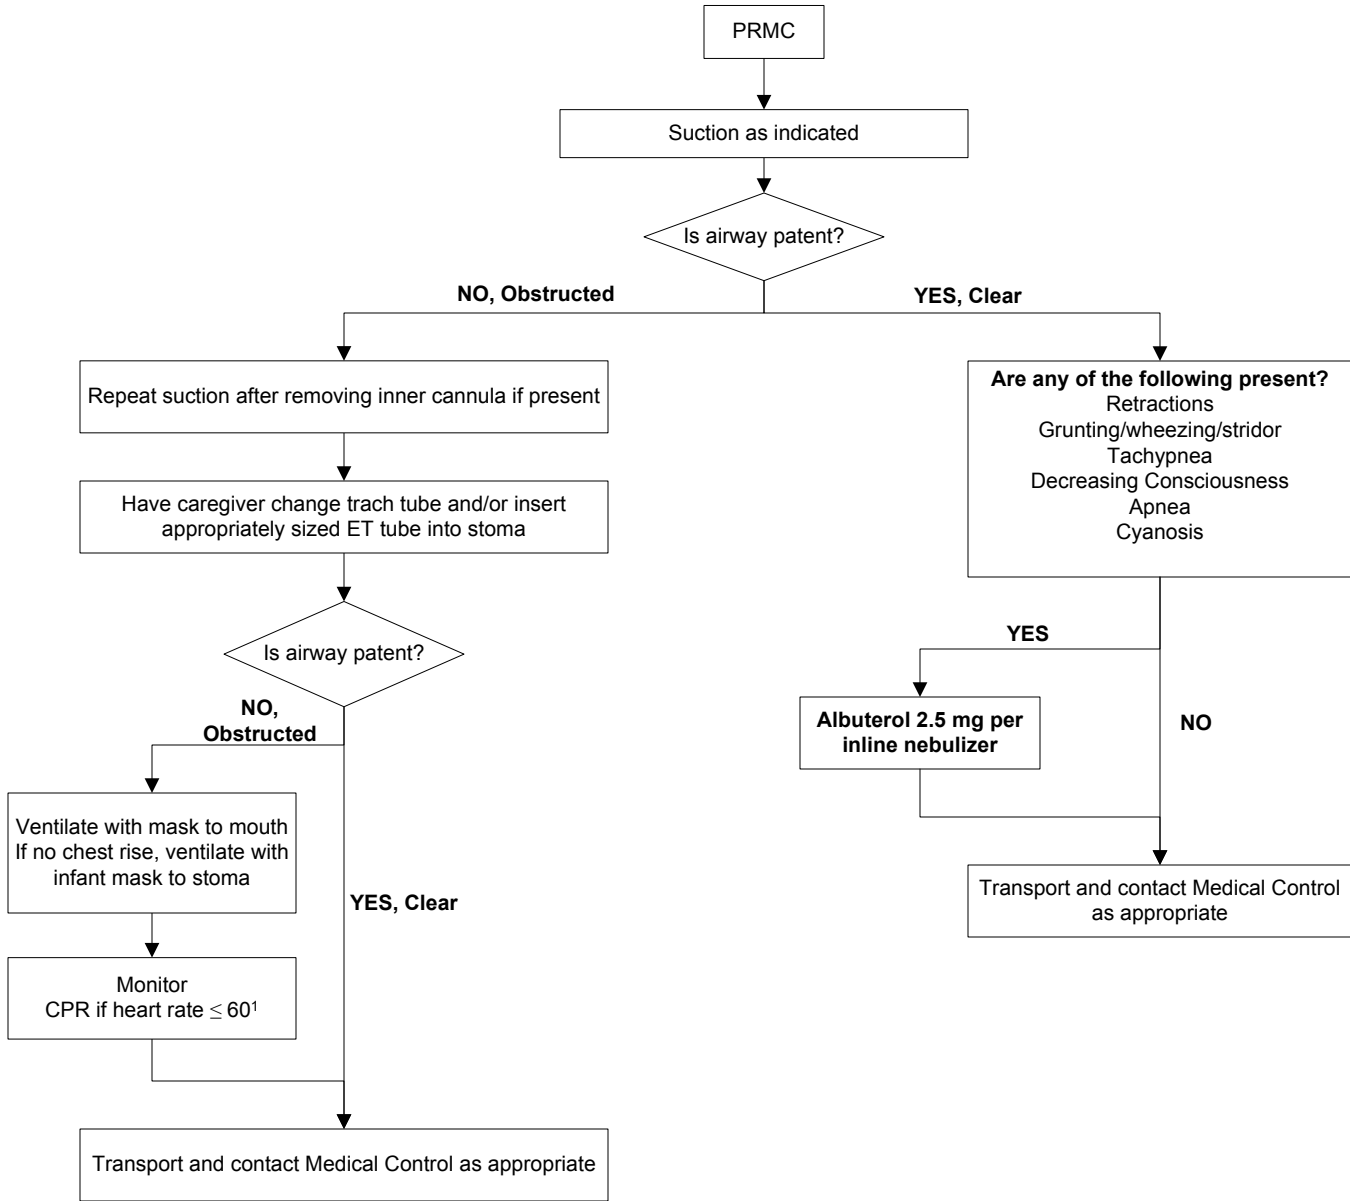 PRMC
Suction as indicated
Is airway patent?
NO, Obstructed
YES, Clear
Repeat suction after removing inner cannula if present
Have caregiver change trach tube and/or insert
appropriately sized ET tube into stoma
Is airway patent?
NO,
Obstructed
YES, Clear
Ventilate with mask to mouth
If no chest rise, ventilate with
infant mask to stoma
Monitor
CPR if heart rate ≤ 60¹
Transport and contact Medical Control as appropriate
Are any of the following present?
Retractions
Grunting/wheezing/stridor
Tachypnea
Decreasing Consciousness
Apnea
Cyanosis
YES
NO
Albuterol 2.5 mg per
inline nebulizer
Transport and contact Medical Control
as appropriate